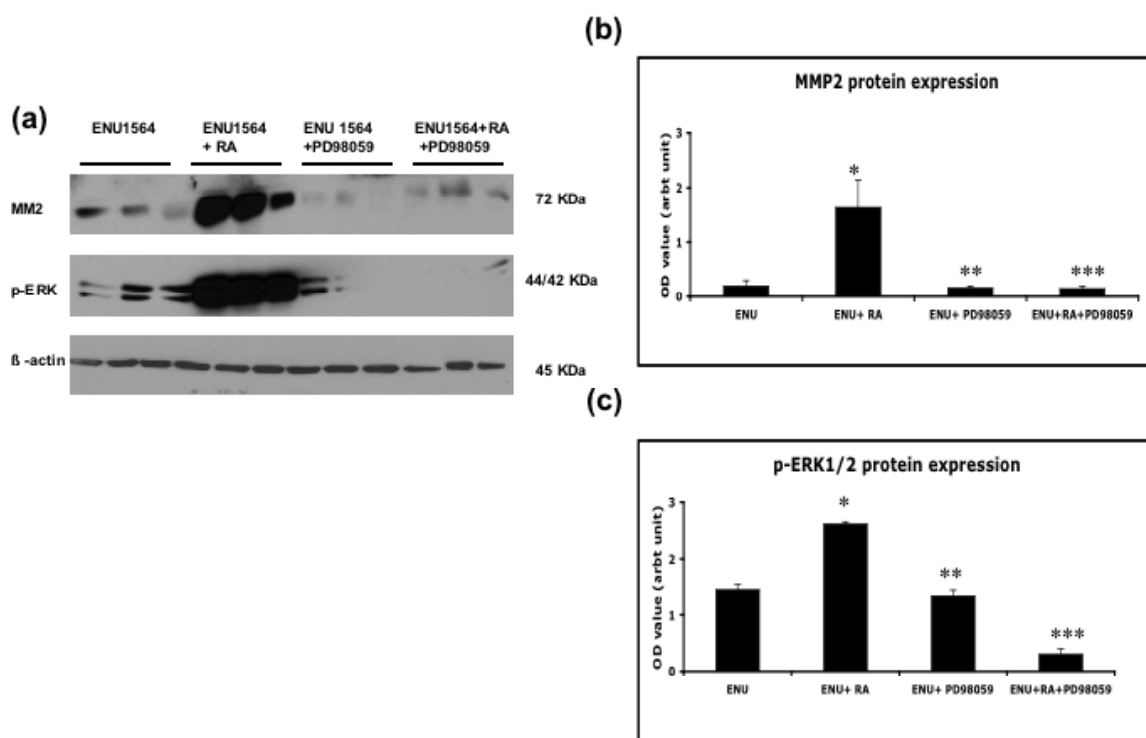 (a)
ENU1564
ENU1564
+ RA
ENU 1564
+PD98059
ENU1564+RA
+PD98059
MM2
72 KDa
p-ERK
44/42 KDa
ß -actin
45 KDa
(b)
MMP2 protein expression
OD value (arbt unit)
3
2
1
0
*
**
***
ENU
ENU+ RA
ENU+ PD98059
ENU+RA+PD98059
(c)
p-ERK1/2 protein expression
OD value (arbt unit)
3
2
1
0
*
**
***
ENU
ENU+ RA
ENU+ PD98059
ENU+RA+PD98059